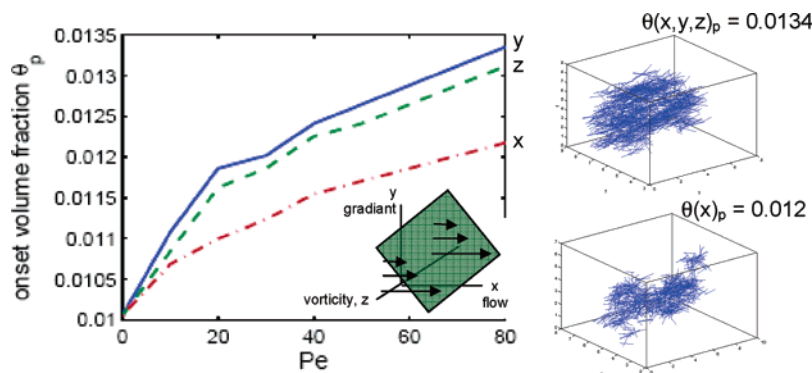 onset volume fraction θp
0.0135
0.013
0.0125
0.012
0.0115
0.011
0.0105
0.01
0
20
40
60
80
Pe
y
z
x
y
gradiant
vorticity, z
x
flow
θ(x,y,z)p = 0.0134
θ(x)p = 0.012